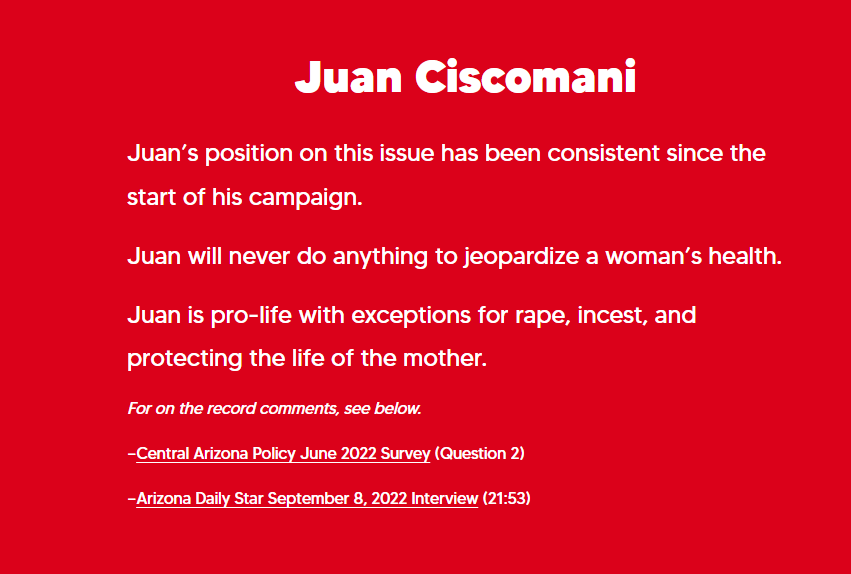 Juan Ciscomani
Juan’s position on this issue has been consistent since the
start of his campaign.
Juan will never do anything to jeopardize a woman’s health.
Juan is pro-life with exceptions for rape, incest, and
protecting the life of the mother.
For on the record comments, see below.
–Central Arizona Policy June 2022 Survey (Question 2)
–Arizona Daily Star September 8, 2022 Interview (21:53)